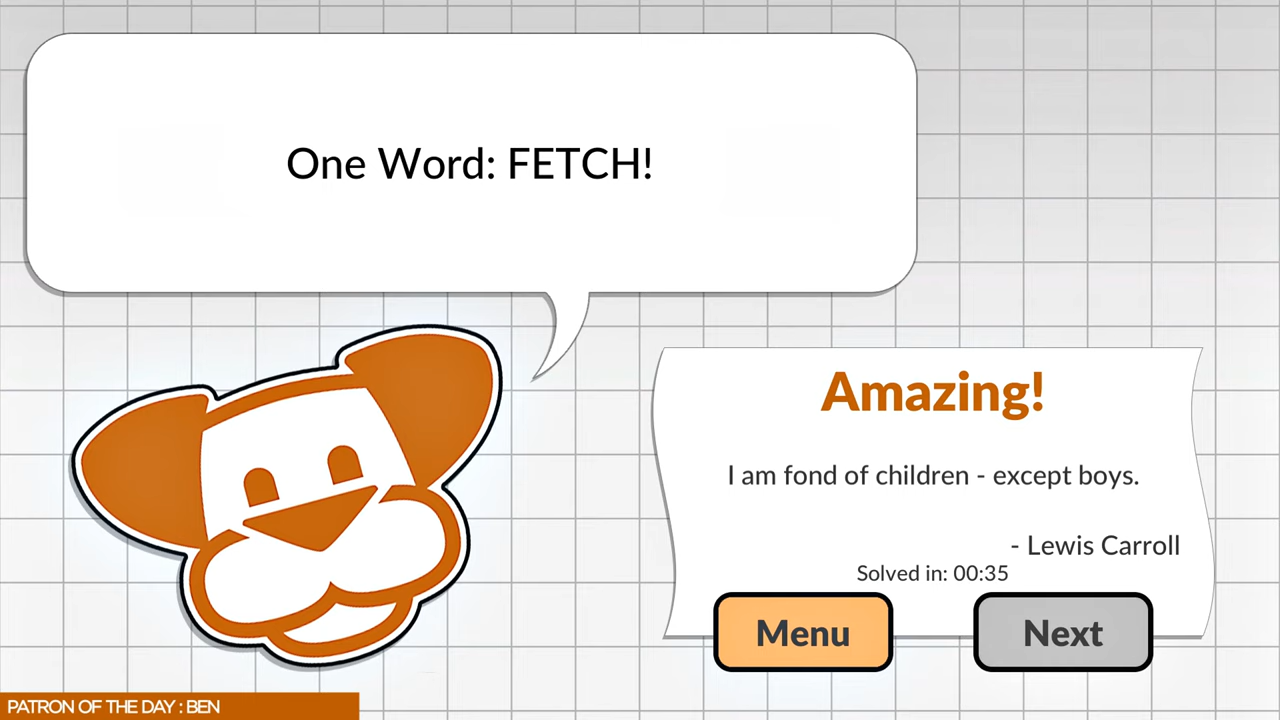 One Word: FETCH!
Amazing!
I am fond of children - except boys.
- Lewis Carroll
Solved in: 00:35
Menu
Next
PATRON OF THE DAY : BEN